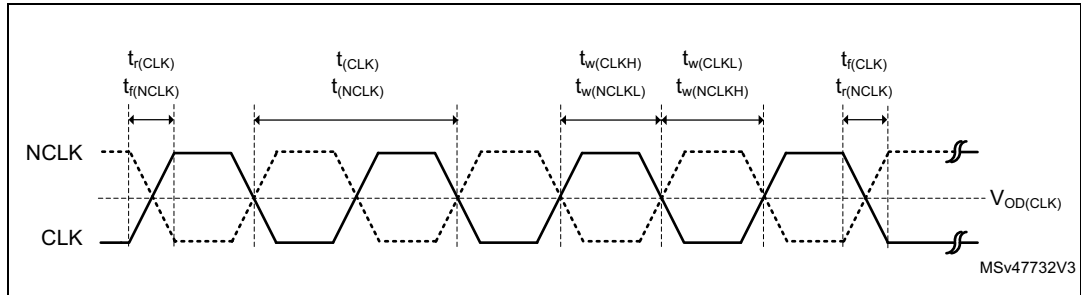 tr(CLK) t(CLK) tw(CLKH) tw(CLKL) tf(CLK)
tf(NCLK) t(NCLK) tw(NCLKL) tw(NCLKH) tr(NCLK)
NCLK
VOD(CLK)
CLK
MSv47732V3